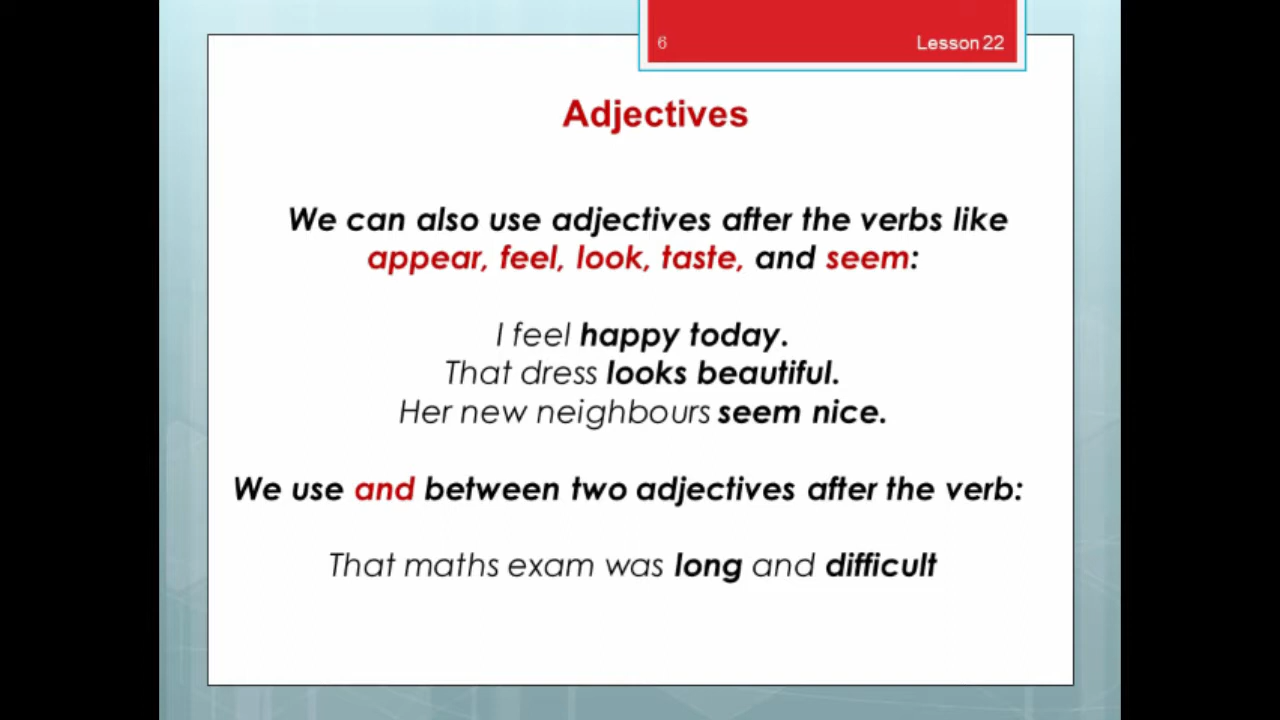 6
Lesson 22
Adjectives
We can also use adjectives after the verbs like
appear, feel, look, taste, and seem:
I feel happy today.
That dress looks beautiful.
Her new neighbours seem nice.
We use and between two adjectives after the verb:
That maths exam was long and difficult